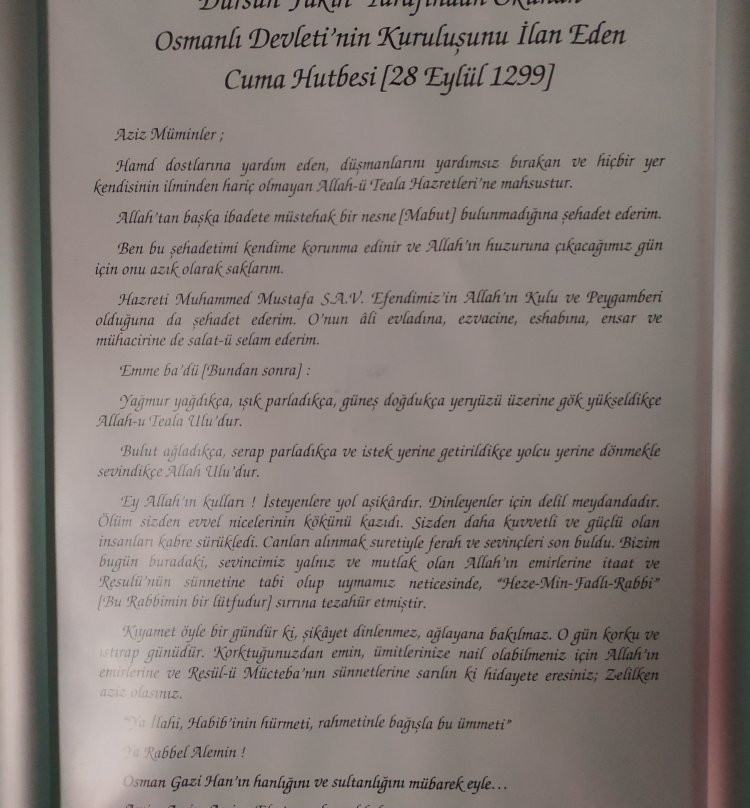 Dursun Fakih Tarafından Okunan
Osmanlı Devleti'nin Kuruluşunu İlan Eden
Cuma Hutbesi [28 Eylül 1299]
Aziz Müminler ;
Hamd dostlarına yardım eden, düşmanlarını yardımsız bırakan ve hiçbir yer
kendisinin ilminden hariç olmayan Allah-ü Teala Hazretleri'ne mahsustur.
Allah'tan başka ibadete müstehak bir nesne [Mabut] bulunmadığına şehadet ederim.
Ben bu şehadetimi kendime korunma edinir ve Allah'ın huzuruna çıkacağımız gün
için onu azık olarak saklarım.
Hazreti Muhammed Mustafa S.A.V. Efendimiz'in Allah'ın Kulu ve Peygamberi
olduğuna da şehadet ederim. O'nun âli evladına, ezvacine, eshabına, ensar ve
mühacirine de salat-ü selam ederim.
Emme ba'dü [Bundan sonra] :
Yağmur yağdıkça, ışık parladıkça, güneş doğdukça yeryüzü üzerine gök yükseldikçe
Allah-u Teala Ulu'dur.
Bulut ağladıkça, serap parladıkça ve istek yerine getirildikçe yolcu yerine dönmekle
sevindikçe Allah Ulu'dur.
Ey Allah'ın kulları ! İsteyenlere yol aşikârdır. Dinleyenler için delil meydandadır.
Ölüm sizden evvel nicelerinin kökünü kazıdı. Sizden daha kuvvetli ve güçlü olan
insanları kabre sürükledi. Canları alınmak suretiyle ferah ve sevinçleri son buldu. Bizim
bugün buradaki, sevincimiz yalnız ve mutlak olan Allah'ın emirlerine itaat ve
Resulü'nün sünnetine tabi olup uymamız neticesinde, "Heze-Min-Fadlı-Rabbi"
[Bu Rabbimin bir lütfudur] sırrına tezahür etmiştir.
Kıyamet öyle bir gündür ki, şikâyet dinlenmez, ağlayana bakılmaz. O gün korku ve
ıstırap günüdür. Korktuğunuzdan emin, ümitlerinize nail olabilmeniz için Allah'ın
emirlerine ve Resül-ü Mücteba'nın sünnetlerine sarılın ki hidayete eresiniz; Zelilken
aziz olasınız.
"Ya İlahi, Habib'inin hürmeti, rahmetinle bağışla bu ümmeti"
Ya Rabbel Alemin !
Osman Gazi Han'ın hanlığını ve sultanlığını mübarek eyle...